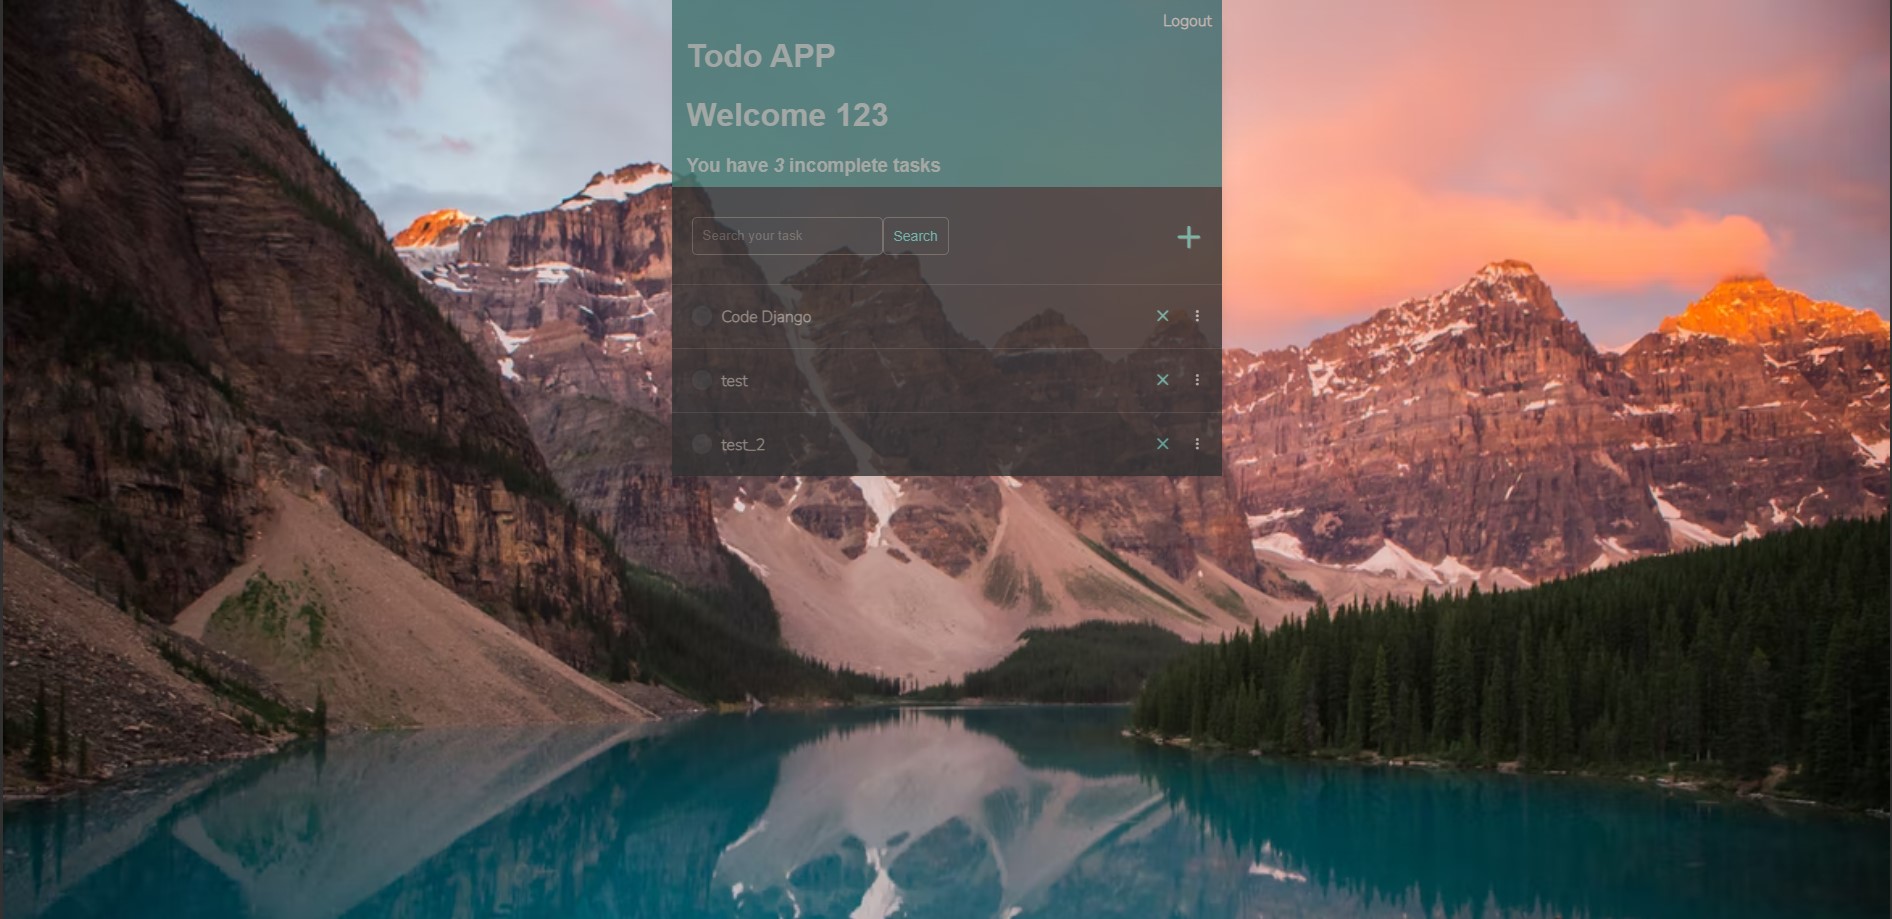 Logout
Todo APP
Welcome 123
You have 3 incomplete tasks
Search your task Search
Code Django
test
test_2